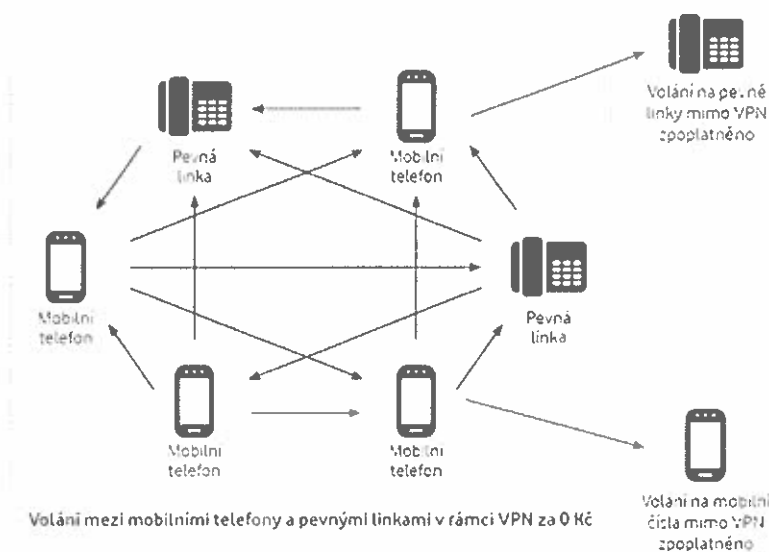 Volání na pevné
linky mimo VPN
zpoplatněno
Pevná
linka
Mobilní
telefon
Mobilní
telefon
Pevná
linka
Mobilní
telefon
Mobilní
telefon
Volání mezi mobilními telefony a pevnými linkami v rámci VPN za 0 Kč
Volání na mobilní
čísla mimo VPN
zpoplatněno